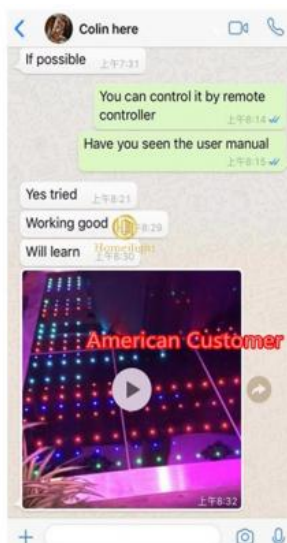 Colin here
If possible
上午7:31
You can control it by remote
controller
上午8:14
Have you seen the user manual
上午8:15
Yes tried
上午8:21
Working good
8:29
Will learn
上午8:30
American Customer
上午8:32